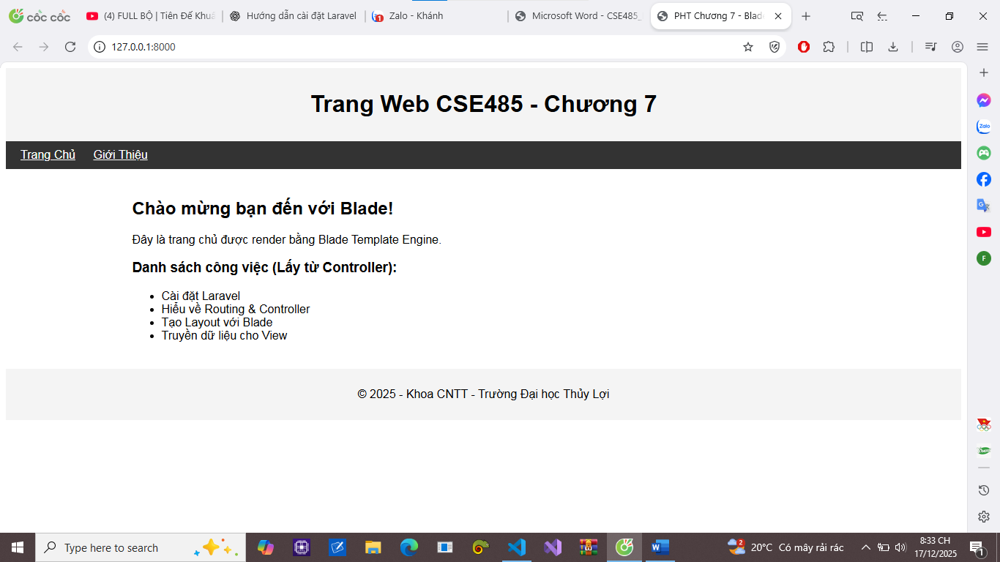 cốc cốc
(4) FULL BỘ | Tiên Đế Khuấ
Hướng dẫn cài đặt Laravel
1
Zalo - Khánh
Microsoft Word - CSE485_
PHT Chương 7 - Blade
127.0.0.1:8000
Trang Web CSE485 - Chương 7
Trang Chủ
Giới Thiệu
Chào mừng bạn đến với Blade!
Đây là trang chủ được render bằng Blade Template Engine.
Danh sách công việc (Lấy từ Controller):
Cài đặt Laravel
Hiểu về Routing & Controller
Tạo Layout với Blade
Truyền dữ liệu cho View
© 2025 - Khoa CNTT - Trường Đại học Thủy Lợi
Zalo
F
Type here to search
2
20°C Có mây rải rác
8:33 CH
17/12/2025
1